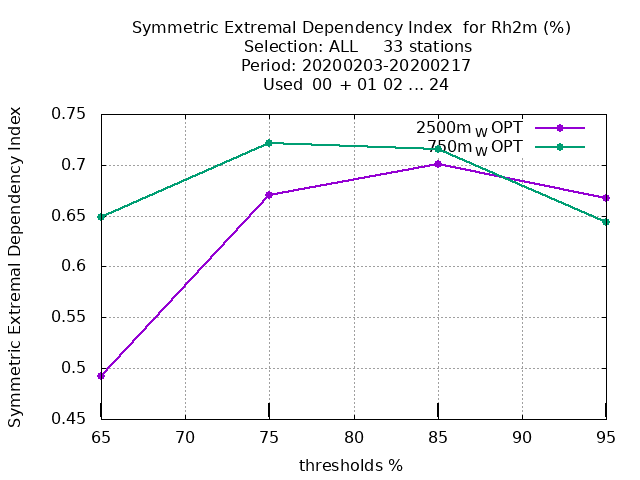 Symmetric Extremal Dependency Index for Rh2m (%)
Selection: ALL 33 stations
Period: 20200203-20200217
Used 00 + 01 02 ... 24
Symmetric Extremal Dependency Index
0.75
0.7
0.65
0.6
0.55
0.5
0.45
2500m W OPT
750m W OPT
65 70 75 80 85 90 95
thresholds %